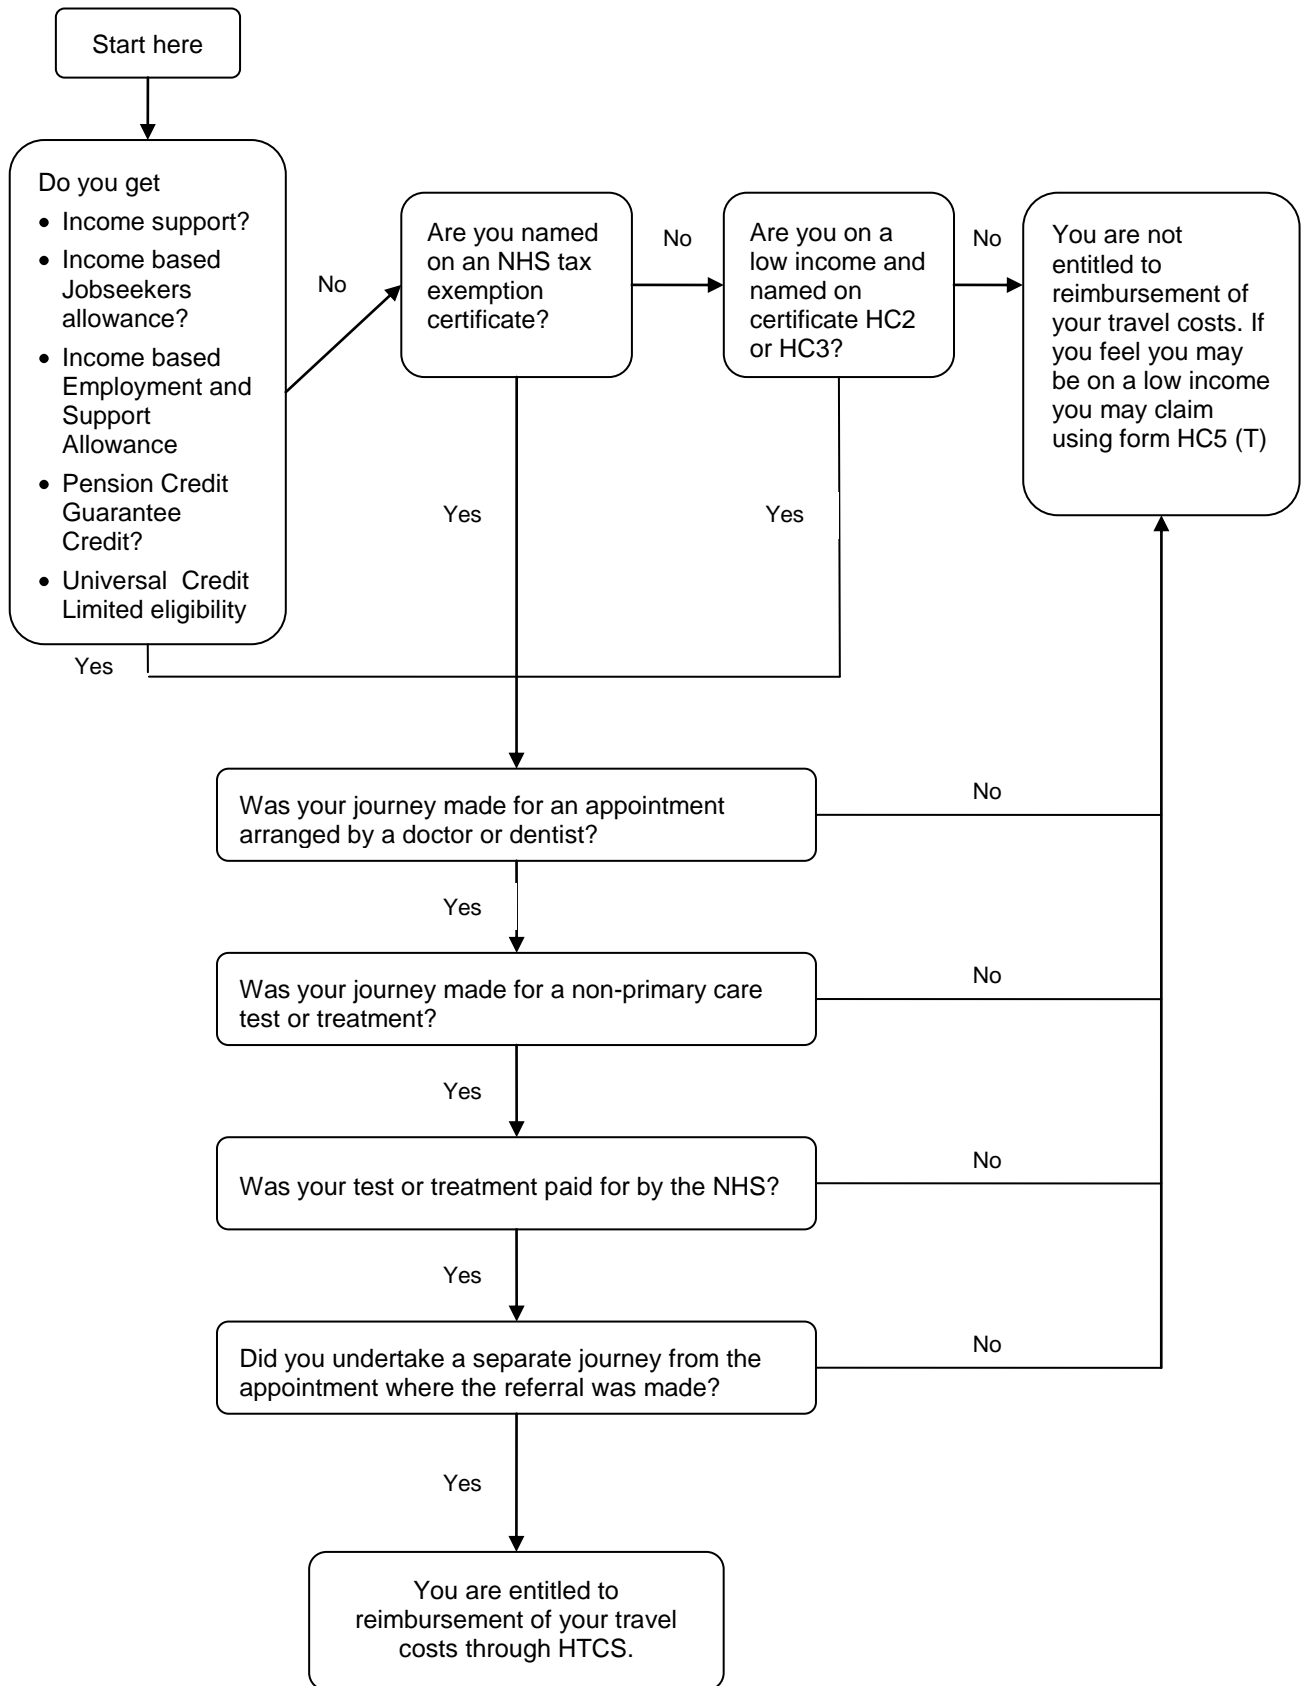 Start here
Do you get
• Income support?
• Income based
Jobseekers
allowance?
• Income based
Employment and
Support
Allowance
• Pension Credit
Guarantee
Credit?
• Universal  Credit
Limited eligibility
No
Yes
Are you named
on an NHS tax
exemption
certificate?
No
Yes
Are you on a
low income and
named on
certificate HC2
or HC3?
No
Yes
You are not
entitled to
reimbursement of
your travel costs. If
you feel you may
be on a low income
you may claim
using form HC5 (T)
Was your journey made for an appointment
arranged by a doctor or dentist?
No
Yes
Was your journey made for a non-primary care
test or treatment?
No
Yes
Was your test or treatment paid for by the NHS?
No
Yes
Did you undertake a separate journey from the
appointment where the referral was made?
No
Yes
You are entitled to
reimbursement of your travel
costs through HTCS.